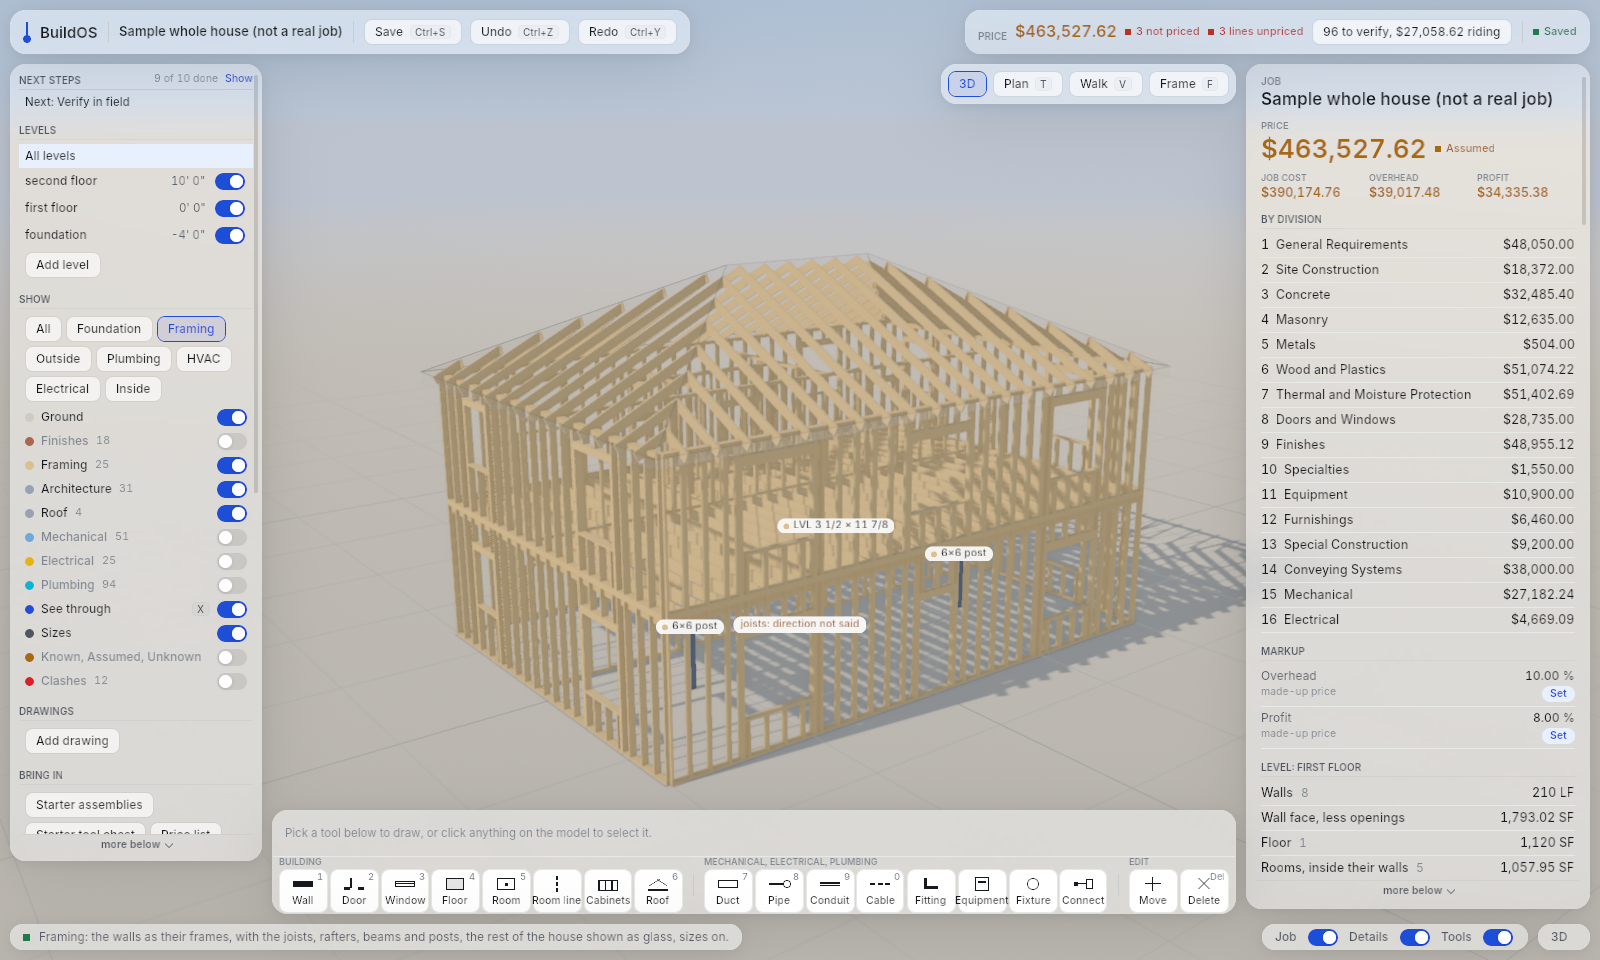 BuildOS
Sample whole house (not a real job)
Save Ctrl+S
Undo Ctrl+Z
Redo Ctrl+Y
PRICE $463,527.62
3 not priced
3 lines unpriced
96 to verify, $27,058.62 riding
Saved
NEXT STEPS 9 of 10 done Show
Next: Verify in field
LEVELS
All levels
second floor 10' 0"
first floor 0' 0"
foundation -4' 0"
Add level
SHOW
All Foundation Framing
Outside Plumbing HVAC
Electrical Inside
Ground
Finishes 18
Framing 25
Architecture 31
Roof 4
Mechanical 51
Electrical 25
Plumbing 94
See through X
Sizes
Known, Assumed, Unknown
Clashes 12
DRAWINGS
Add drawing
BRING IN
Starter assemblies
Starter tool chest Price list
more below
3D
Plan T
Walk V
Frame F
LVL 3 1/2 × 11 7/8
6×6 post
6×6 post
joists: direction not said
JOB
Sample whole house (not a real job)
PRICE
$463,527.62 Assumed
JOB COST OVERHEAD PROFIT
$390,174.76 $39,017.48 $34,335.38
BY DIVISION
1 General Requirements $48,050.00
2 Site Construction $18,372.00
3 Concrete $32,485.40
4 Masonry $12,635.00
5 Metals $504.00
6 Wood and Plastics $51,074.22
7 Thermal and Moisture Protection $51,402.69
8 Doors and Windows $28,735.00
9 Finishes $48,955.12
10 Specialties $1,550.00
11 Equipment $10,900.00
12 Furnishings $6,460.00
13 Special Construction $9,200.00
14 Conveying Systems $38,000.00
15 Mechanical $27,182.24
16 Electrical $4,669.09
MARKUP
Overhead 10.00 %
made-up price Set
Profit 8.00 %
made-up price Set
LEVEL: FIRST FLOOR
Walls 8 210 LF
Wall face, less openings 1,793.02 SF
Floor 1 1,120 SF
Rooms, inside their walls 5 1,057.95 SF
more below
Pick a tool below to draw, or click anything on the model to select it.
BUILDING
Wall 1
Door 2
Window 3
Floor 4
Room 5
Room line
Cabinets
Roof 6
MECHANICAL, ELECTRICAL, PLUMBING
Duct 7
Pipe 8
Conduit 9
Cable 0
Fitting
Equipment
Fixture
Connect
EDIT
Move
Delete Del
Framing: the walls as their frames, with the joists, rafters, beams and posts, the rest of the house shown as glass, sizes on.
Job Details Tools 3D